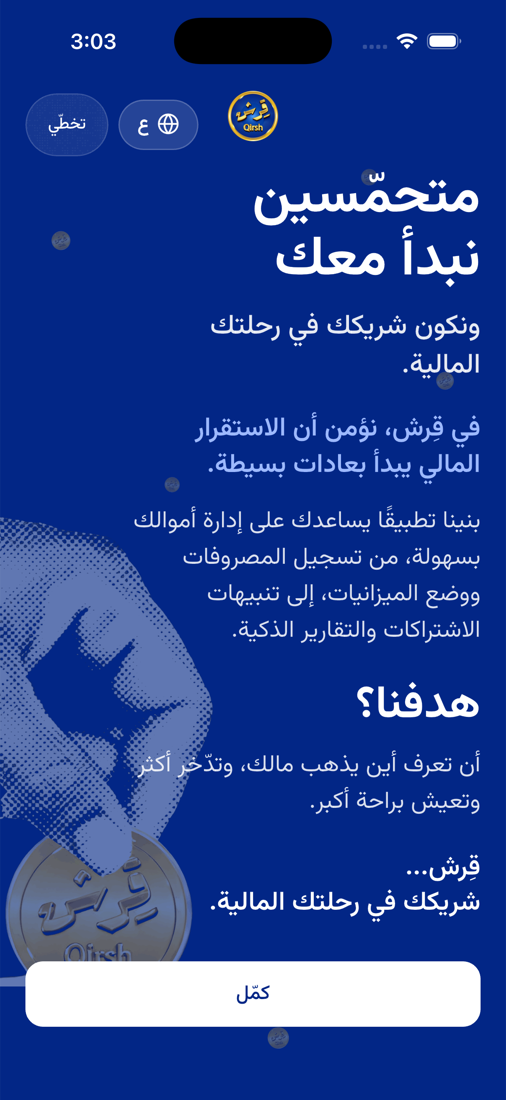 3:03
قِرش
Qirsh
ع
تخطّي
متحمّسين
نبدأ معك
ونكون شريكك في رحلتك
المالية.
في قِرش، نؤمن أن الاستقرار
المالي يبدأ بعادات بسيطة.
بنينا تطبيقًا يساعدك على إدارة أموالك
بسهولة، من تسجيل المصروفات
ووضع الميزانيات، إلى تنبيهات
الاشتراكات والتقارير الذكية.
هدفنا؟
أن تعرف أين يذهب مالك، وتدّخر أكثر
وتعيش براحة أكبر.
قِرش...
شريكك في رحلتك المالية.
قِرش
Qirsh
كمّل